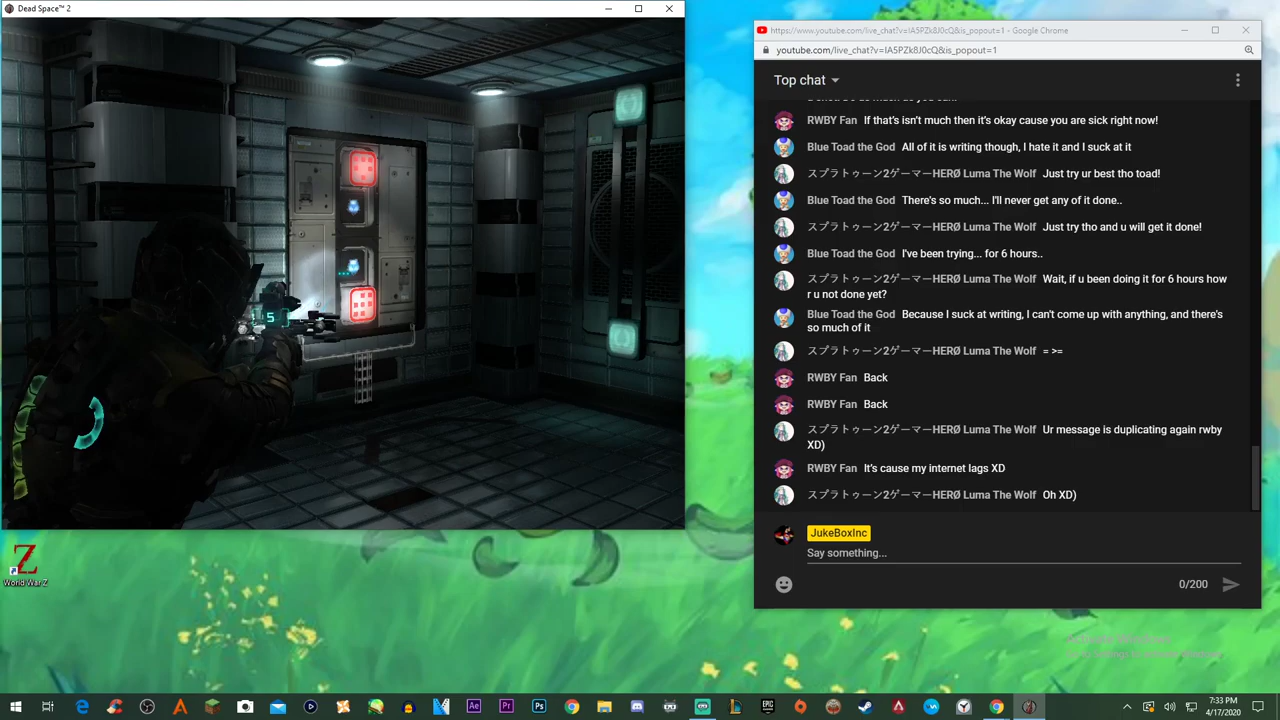 Dead Space™ 2
https://www.youtube.com/live_chat?v=IA5PZk8J0cQ&is_popout=1 - Google Chrome
youtube.com/live_chat?v=IA5PZk8J0cQ&is_popout=1
Top chat
RWBY Fan If that's isn't much then it's okay cause you are sick right now!
Blue Toad the God All of it is writing though, I hate it and I suck at it
スプラトゥーン2ゲーマーHERØ Luma The Wolf Just try ur best tho toad!
Blue Toad the God There's so much... I'll never get any of it done..
スプラトゥーン2ゲーマーHERØ Luma The Wolf Just try tho and u will get it done!
Blue Toad the God I've been trying... for 6 hours..
スプラトゥーン2ゲーマーHERØ Luma The Wolf Wait, if u been doing it for 6 hours how
r u not done yet?
Blue Toad the God Because I suck at writing, I can't come up with anything, and there's
so much of it
スプラトゥーン2ゲーマーHERØ Luma The Wolf = >=
RWBY Fan Back
RWBY Fan Back
スプラトゥーン2ゲーマーHERØ Luma The Wolf Ur message is duplicating again rwby
XD)
RWBY Fan It's cause my internet lags XD
スプラトゥーン2ゲーマーHERØ Luma The Wolf Oh XD)
JukeBoxInc
Say something...
0/200
5
Z
World War Z
Ae
Pr
Ps
EPIC
7:33 PM
4/17/2020